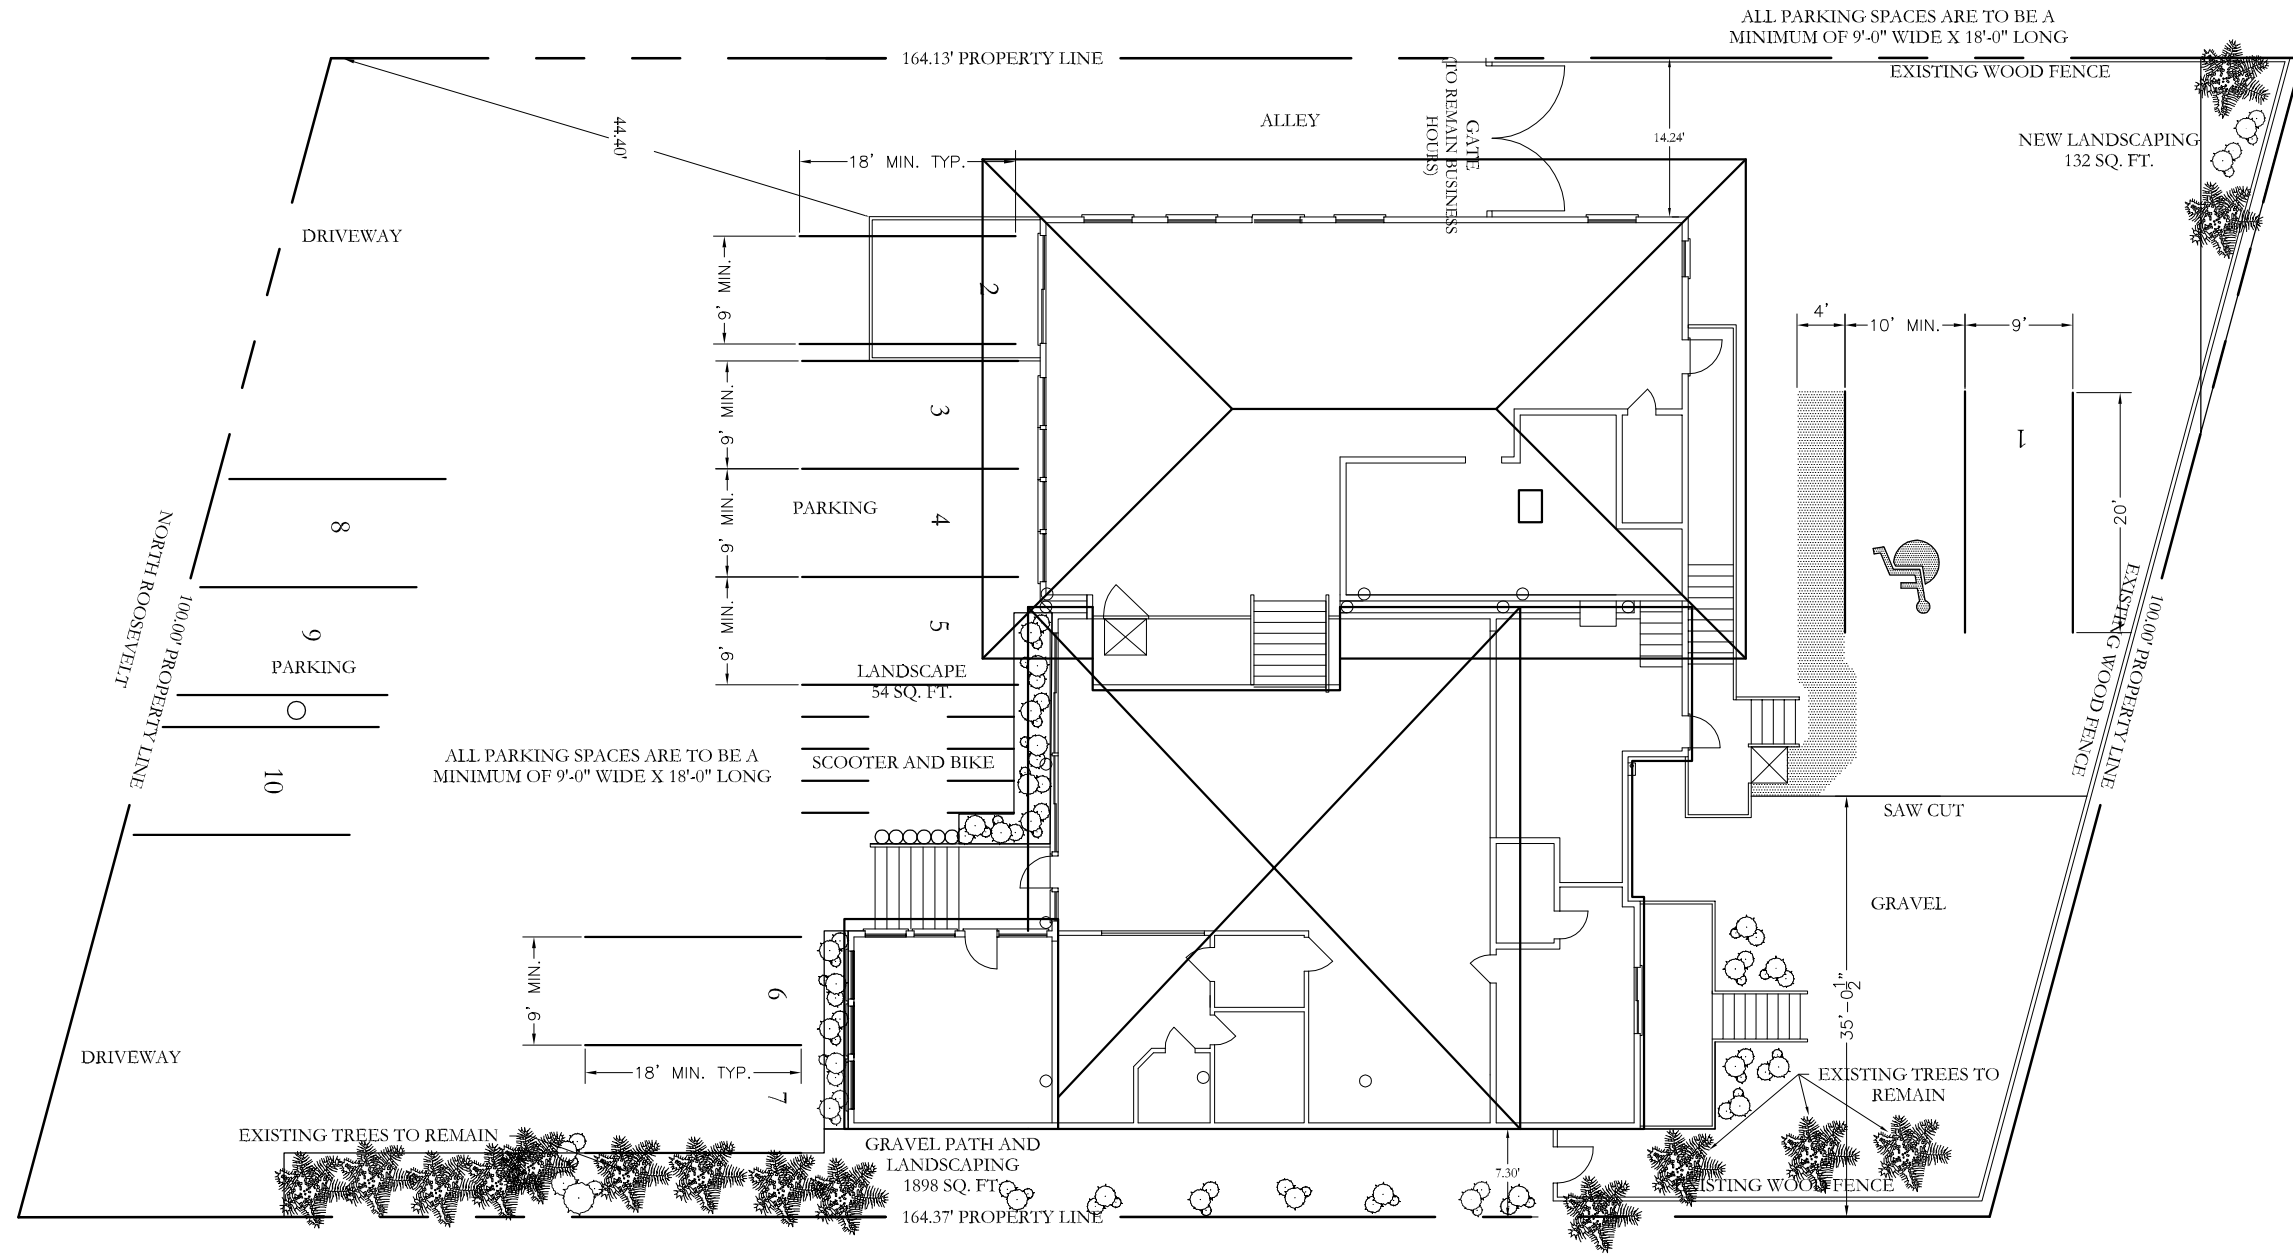 ALL PARKING SPACES ARE TO BE A
MINIMUM OF 9'-0" WIDE X 18'-0" LONG
164.13' PROPERTY LINE
EXISTING WOOD FENCE
44.40'
ALLEY
GATE
(TO REMAIN BUSINESS
HOURS)
14.24'
NEW LANDSCAPING
132 SQ. FT.
18' MIN. TYP.
DRIVEWAY
9' MIN.
2
4'
10' MIN.
9'
9' MIN.
3
1
20'
PARKING
9' MIN.
4
8
NORTH ROOSEVELT
100.00' PROPERTY LINE
9
PARKING
9' MIN.
5
LANDSCAPE
54 SQ. FT.
EXISTING WOOD FENCE
100.00' PROPERTY LINE
10
ALL PARKING SPACES ARE TO BE A
MINIMUM OF 9'-0" WIDE X 18'-0" LONG
SCOOTER AND BIKE
SAW CUT
GRAVEL
9' MIN.
6
35'-0½"
DRIVEWAY
18' MIN. TYP.
7
EXISTING TREES TO
REMAIN
EXISTING TREES TO REMAIN
GRAVEL PATH AND
LANDSCAPING
1898 SQ. FT.
7.30'
EXISTING WOOD FENCE
164.37' PROPERTY LINE